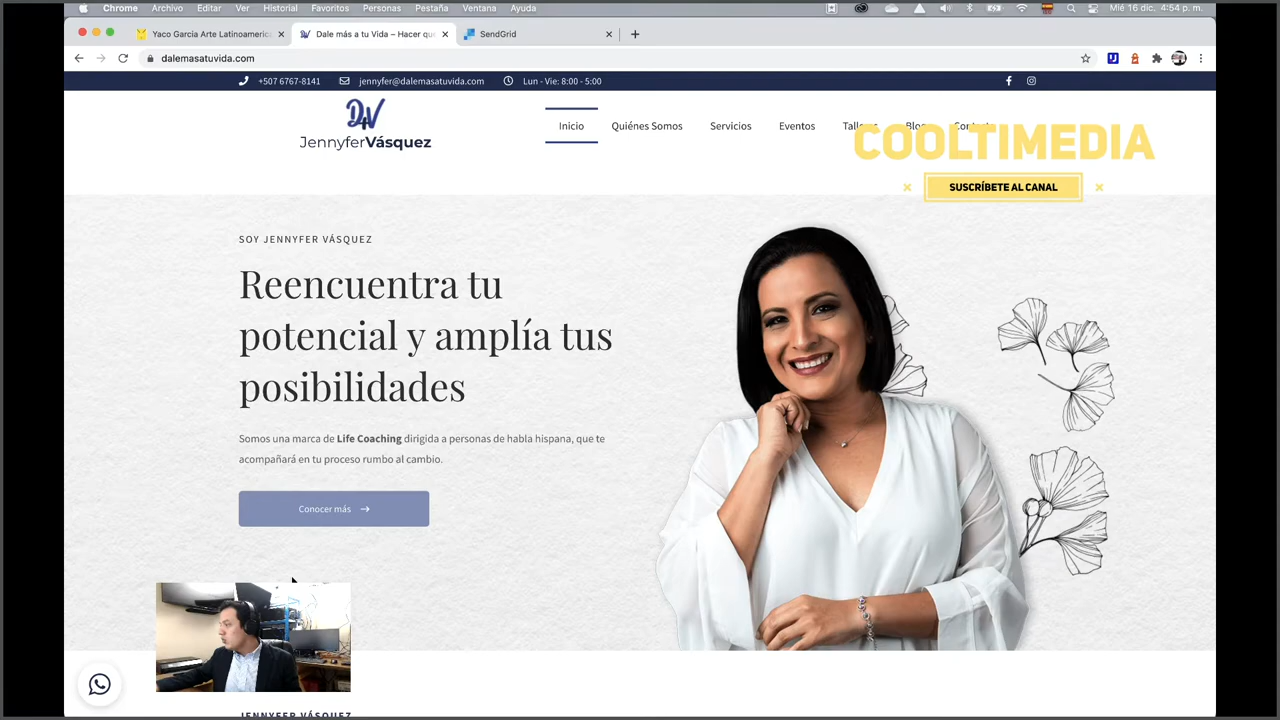 Chrome Archivo Editar Ver Historial Favoritos Personas Pestaña Ventana Ayuda Mié 16 dic. 4:54 p. m.
Yaco Garcia Arte Latinoameric Dale más a tu Vida – Hacer que SendGrid
dalemasatuvida.com
+507 6767-8141 jennyfer@dalemasatuvida.com Lun - Vie: 8:00 - 5:00
D+V
JenniferVásquez
Inicio Quiénes Somos Servicios Eventos
COOLTIMEDIA
SUSCRÍBETE AL CANAL
SOY JENNYFER VÁSQUEZ
Reencuentra tu
potencial y amplía tus
posibilidades
Somos una marca de Life Coaching dirigida a personas de habla hispana, que te
acompañará en tu proceso rumbo al cambio.
Conocer más →
JENNYFER VÁSQUEZ